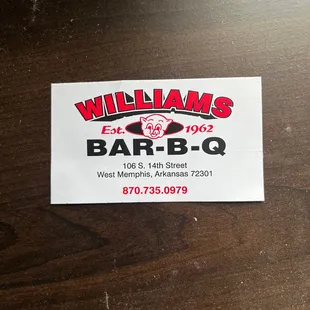 WILLIAMS
Est. 1962
BAR-B-Q
106 S. 14th Street
West Memphis, Arkansas 72301
870.735.0979